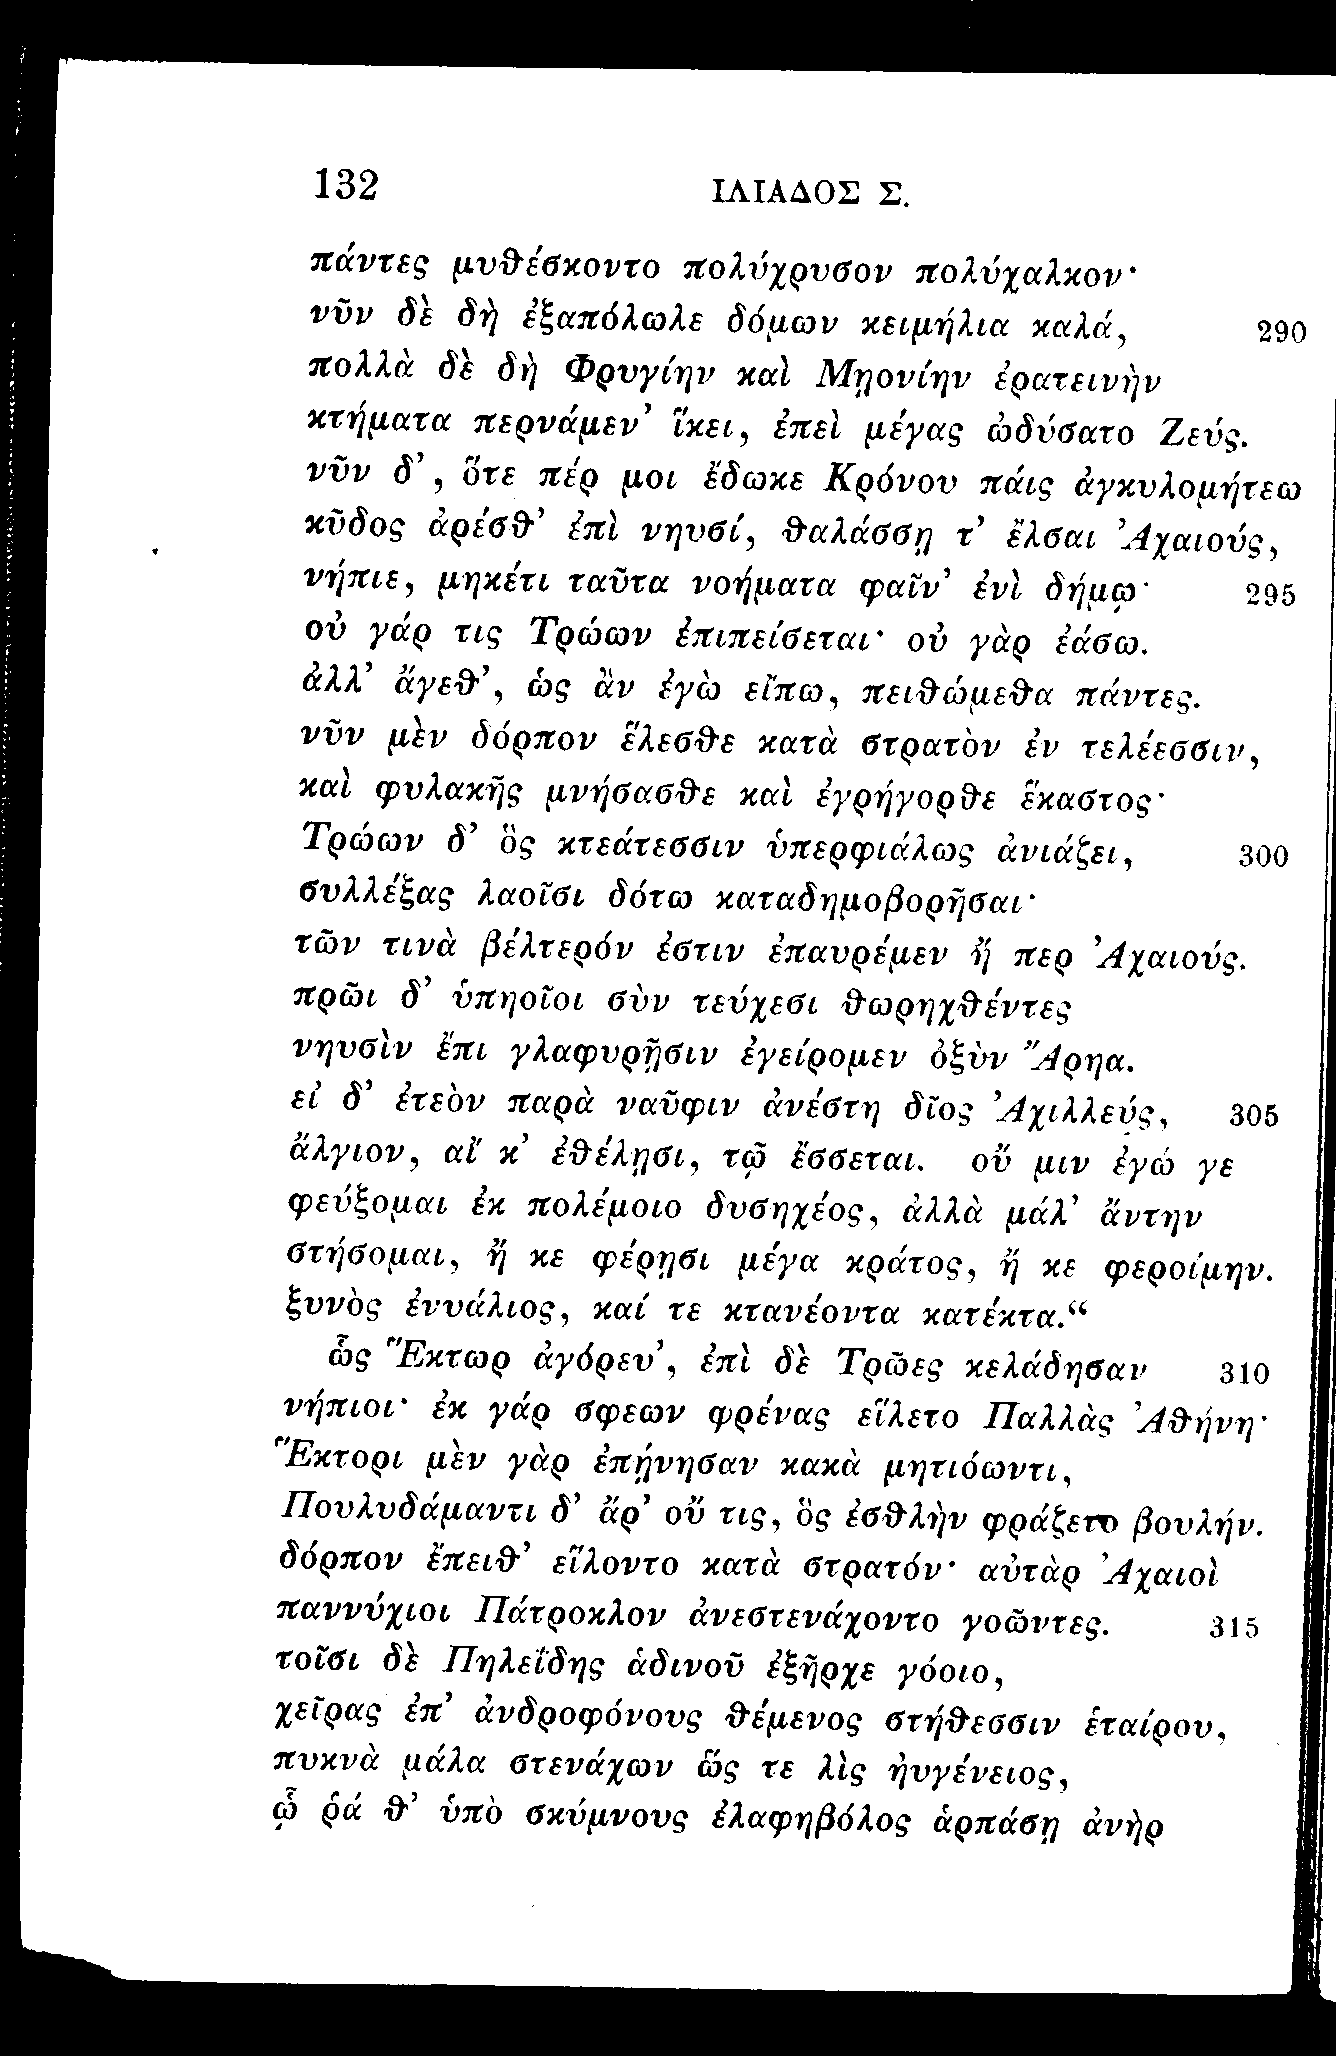 132 ΙΛΙΑΔΟΣ Σ.
πάντες μυθέσκοντο πολύχρυσον πολύχαλκον·
νῦν δὲ δὴ ἐξαπόλωλε δόμων κειμήλια καλά, 290
πολλὰ δὲ δὴ Φρυγίην καὶ Μῃονίην ἐρατεινὴν
κτήματα περνάμεν’ ἵκει, ἐπεὶ μέγας ὠδύσατο Ζεύς.
νῦν δ’, ὅτε πέρ μοι ἔδωκε Κρόνου πάις ἀγκυλομήτεω
κῦδος ἀρέσθ’ ἐπὶ νηυσί, θαλάσσῃ τ’ ἔλσαι Ἀχαιούς,
νήπιε, μηκέτι ταῦτα νοήματα φαῖν’ ἐνὶ δήμῳ· 295
οὐ γάρ τις Τρώων ἐπιπείσεται· οὐ γὰρ ἐάσω.
ἀλλ’ ἄγεθ’, ὡς ἂν ἐγὼ εἴπω, πειθώμεθα πάντες.
νῦν μὲν δόρπον ἕλεσθε κατὰ στρατὸν ἐν τελέεσσιν,
καὶ φυλακῆς μνήσασθε καὶ ἐγρήγορθε ἕκαστος·
Τρώων δ’ ὃς κτεάτεσσιν ὑπερφιάλως ἀνιάζει, 300
συλλέξας λαοῖσι δότω καταδημοβορῆσαι·
τῶν τινὰ βέλτερόν ἐστιν ἐπαυρέμεν ἤ περ Ἀχαιούς.
πρῶι δ’ ὑπηοῖοι σὺν τεύχεσι θωρηχθέντες
νηυσὶν ἔπι γλαφυρῇσιν ἐγείρομεν ὀξὺν Ἄρηα.
εἰ δ’ ἐτεὸν παρὰ ναῦφιν ἀνέστη δῖος Ἀχιλλεύς, 305
ἄλγιον, αἴ κ’ ἐθέλῃσι, τῷ ἔσσεται. οὔ μιν ἐγώ γε
φεύξομαι ἐκ πολέμοιο δυσηχέος, ἀλλὰ μάλ’ ἄντην
στήσομαι, ἤ κε φέρῃσι μέγα κράτος, ἤ κε φεροίμην.
ξυνὸς ἐνυάλιος, καί τε κτανέοντα κατέκτα.“
ὣς Ἕκτωρ ἀγόρευ’, ἐπὶ δὲ Τρῶες κελάδησαν 310
νήπιοι· ἐκ γάρ σφεων φρένας εἵλετο Παλλὰς Ἀθήνη·
Ἕκτορι μὲν γὰρ ἐπῄνησαν κακὰ μητιόωντι,
Πουλυδάμαντι δ’ ἄρ’ οὔ τις, ὃς ἐσθλὴν φράζετο βουλήν.
δόρπον ἔπειθ’ εἵλοντο κατὰ στρατόν· αὐτὰρ Ἀχαιοὶ
παννύχιοι Πάτροκλον ἀνεστενάχοντο γοῶντες. 315
τοῖσι δὲ Πηλεΐδης ἁδινοῦ ἐξῆρχε γόοιο,
χεῖρας ἐπ’ ἀνδροφόνους θέμενος στήθεσσιν ἑταίρου,
πυκνὰ μάλα στενάχων ὥς τε λὶς ἠυγένειος,
ᾧ ῥά θ’ ὑπὸ σκύμνους ἐλαφηβόλος ἁρπάσῃ ἀνὴρ